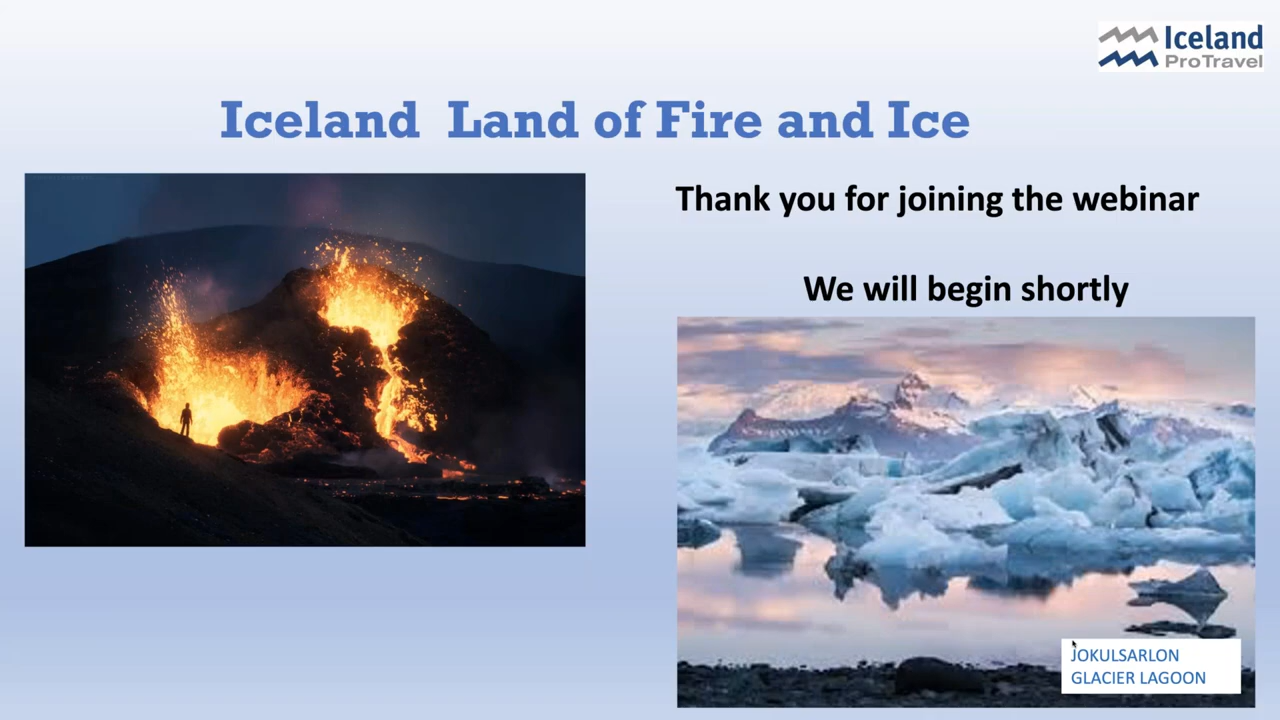 Iceland
ProTravel
Iceland  Land of Fire and Ice
Thank you for joining the webinar
We will begin shortly
JOKULSARLON
GLACIER LAGOON